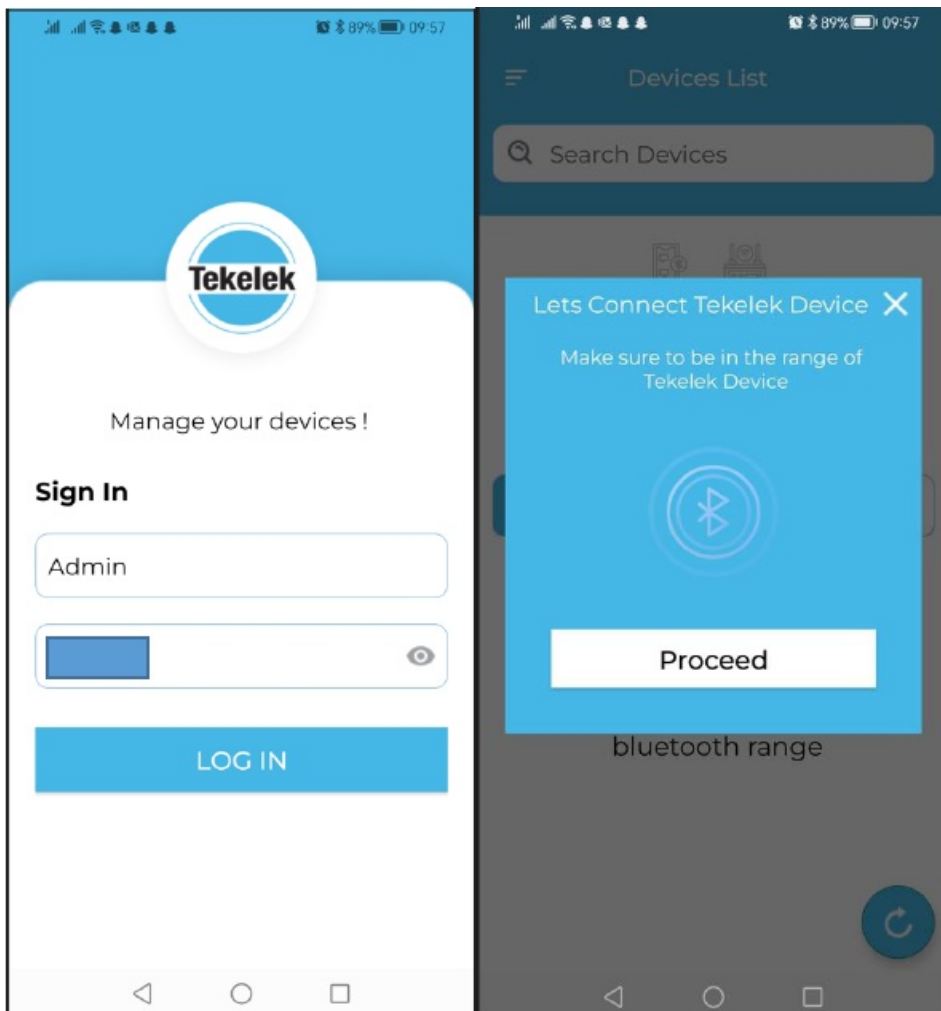 89% 09:57
Tekelek
Manage your devices !
Sign In
Admin
LOG IN
89% 09:57
Devices List
Search Devices
Lets Connect Tekelek Device
Make sure to be in the range of
Tekelek Device
Proceed
bluetooth range